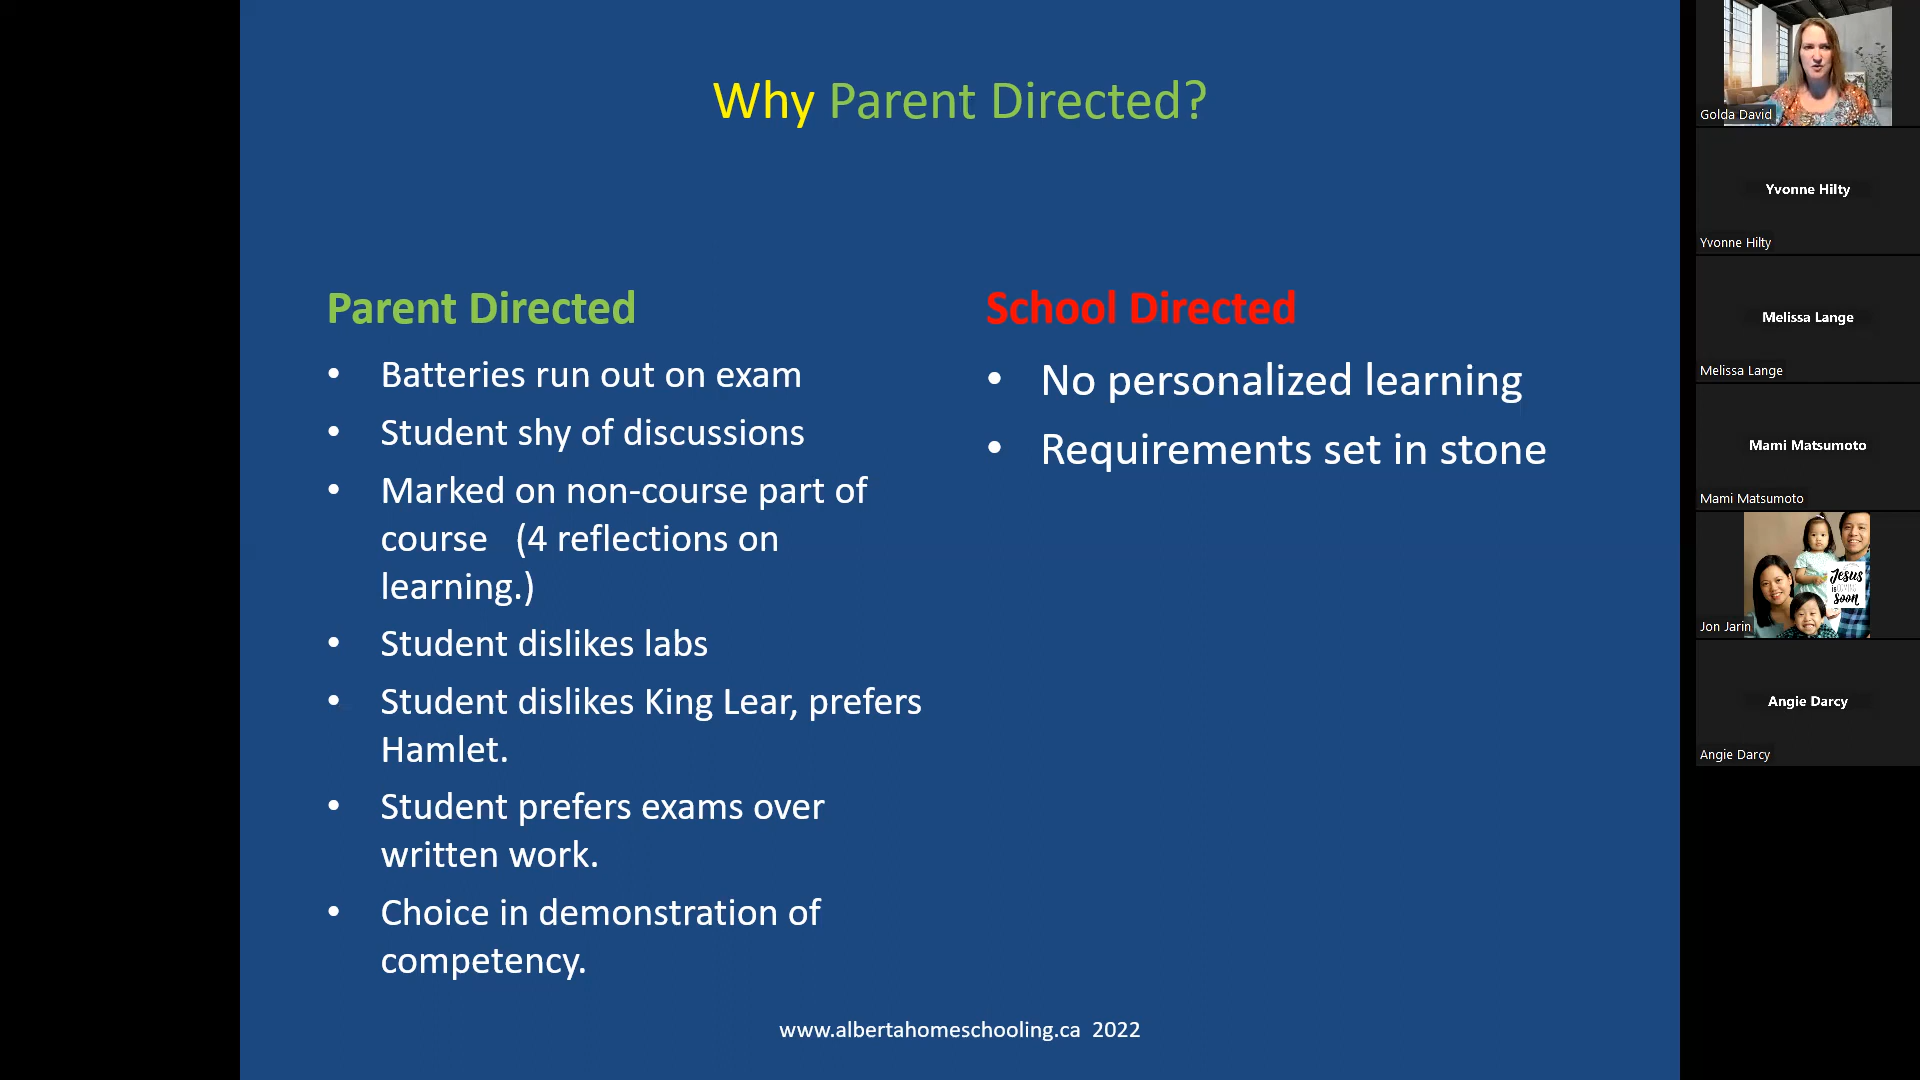 Why Parent Directed?
Parent Directed
• Batteries run out on exam
• Student shy of discussions
• Marked on non-course part of
course (4 reflections on
learning.)
• Student dislikes labs
• Student dislikes King Lear, prefers
Hamlet.
• Student prefers exams over
written work.
• Choice in demonstration of
competency.
School Directed
• No personalized learning
• Requirements set in stone
www.albertahomeschooling.ca 2022
Golda David
Yvonne Hilty
Yvonne Hilty
Melissa Lange
Melissa Lange
Mami Matsumoto
Mami Matsumoto
Jesus
is
soon
Jon Jarin
Angie Darcy
Angie Darcy